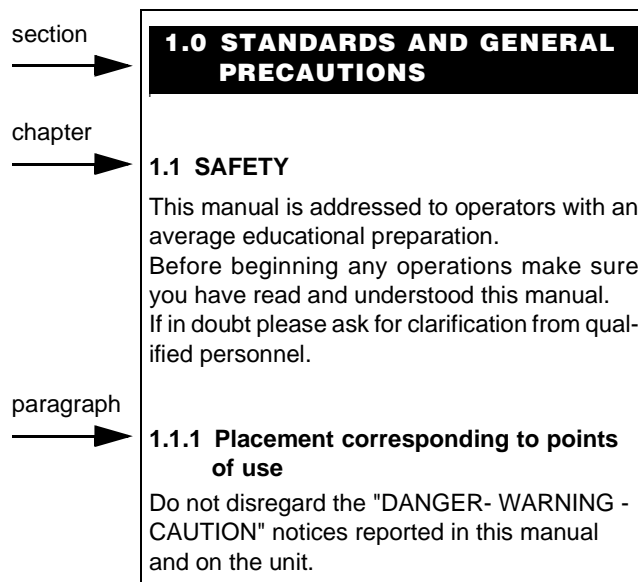 section
1.0 STANDARDS AND GENERAL
PRECAUTIONS
chapter
1.1 SAFETY
This manual is addressed to operators with an
average educational preparation.
Before beginning any operations make sure
you have read and understood this manual.
If in doubt please ask for clarification from qual-
ified personnel.
paragraph
1.1.1 Placement corresponding to points
of use
Do not disregard the "DANGER- WARNING -
CAUTION" notices reported in this manual
and on the unit.